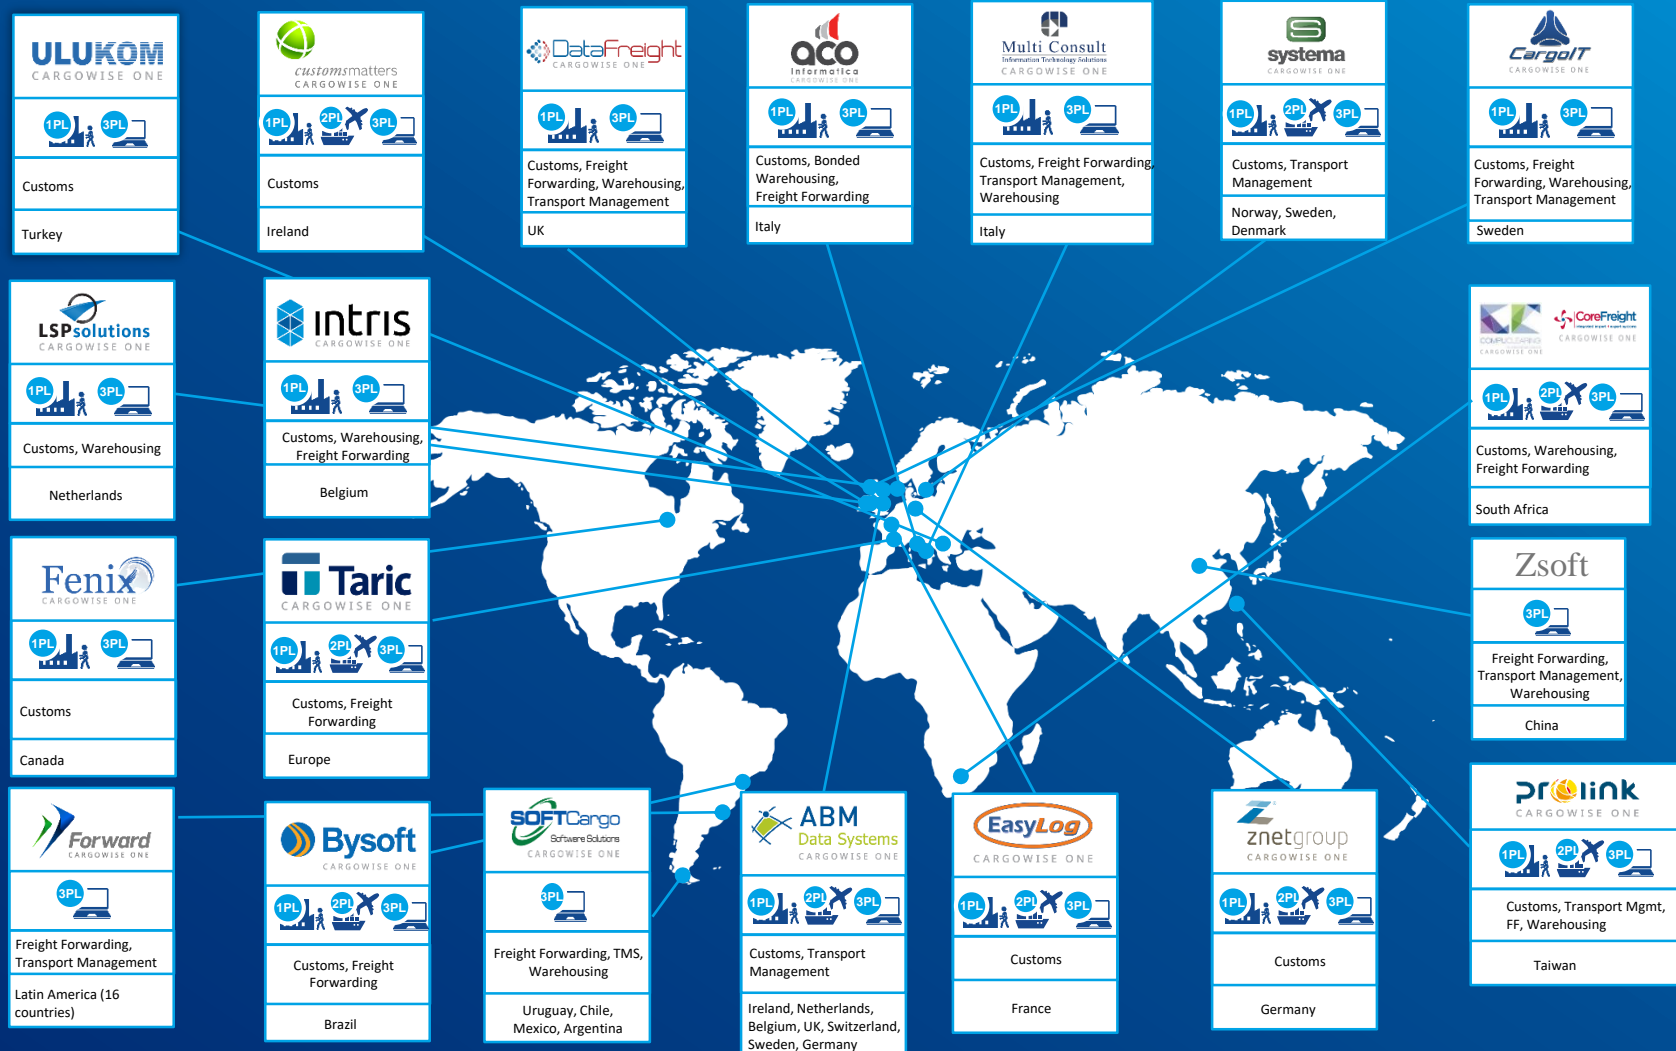 ULUKOM
CARGOWISE ONE
1PL
3PL
Customs
Turkey
customsmatters
CARGOWISE ONE
1PL
2PL
3PL
Customs
Ireland
DataFreight
CARGOWISE ONE
1PL
3PL
Customs, Freight
Forwarding, Warehousing,
Transport Management
UK
aco
informatica
CARGOWISE ONE
1PL
3PL
Customs, Bonded
Warehousing,
Freight Forwarding
Italy
Multi Consult
Information Technology Solutions
CARGOWISE ONE
1PL
3PL
Customs, Freight Forwarding,
Transport Management,
Warehousing
Italy
systema
CARGOWISE ONE
1PL
2PL
3PL
Customs, Transport
Management
Norway, Sweden,
Denmark
CargoIT
CARGOWISE ONE
1PL
3PL
Customs, Freight
Forwarding, Warehousing,
Transport Management
Sweden
LSPsolutions
CARGOWISE ONE
1PL
3PL
Customs, Warehousing
Netherlands
intris
CARGOWISE ONE
1PL
3PL
Customs, Warehousing,
Freight Forwarding
Belgium
COMPUCLEARING
CARGOWISE ONE
CoreFreight
CARGOWISE ONE
1PL
2PL
3PL
Customs, Warehousing,
Freight Forwarding
South Africa
Fenix
CARGOWISE ONE
1PL
3PL
Customs
Canada
Taric
CARGOWISE ONE
1PL
2PL
3PL
Customs, Freight
Forwarding
Europe
Zsoft
3PL
Freight Forwarding,
Transport Management,
Warehousing
China
Forward
CARGOWISE ONE
3PL
Freight Forwarding,
Transport Management
Latin America (16
countries)
Bysoft
CARGOWISE ONE
1PL
2PL
3PL
Customs, Freight
Forwarding
Brazil
SOFTCargo
Software Solutions
CARGOWISE ONE
3PL
Freight Forwarding, TMS,
Warehousing
Uruguay, Chile,
Mexico, Argentina
ABM
Data Systems
CARGOWISE ONE
1PL
2PL
3PL
Customs, Transport
Management
Ireland, Netherlands,
Belgium, UK, Switzerland,
Sweden, Germany
EasyLog
CARGOWISE ONE
1PL
2PL
3PL
Customs
France
znetgroup
CARGOWISE ONE
1PL
2PL
3PL
Customs
Germany
prolink
CARGOWISE ONE
1PL
2PL
3PL
Customs, Transport Mgmt,
FF, Warehousing
Taiwan